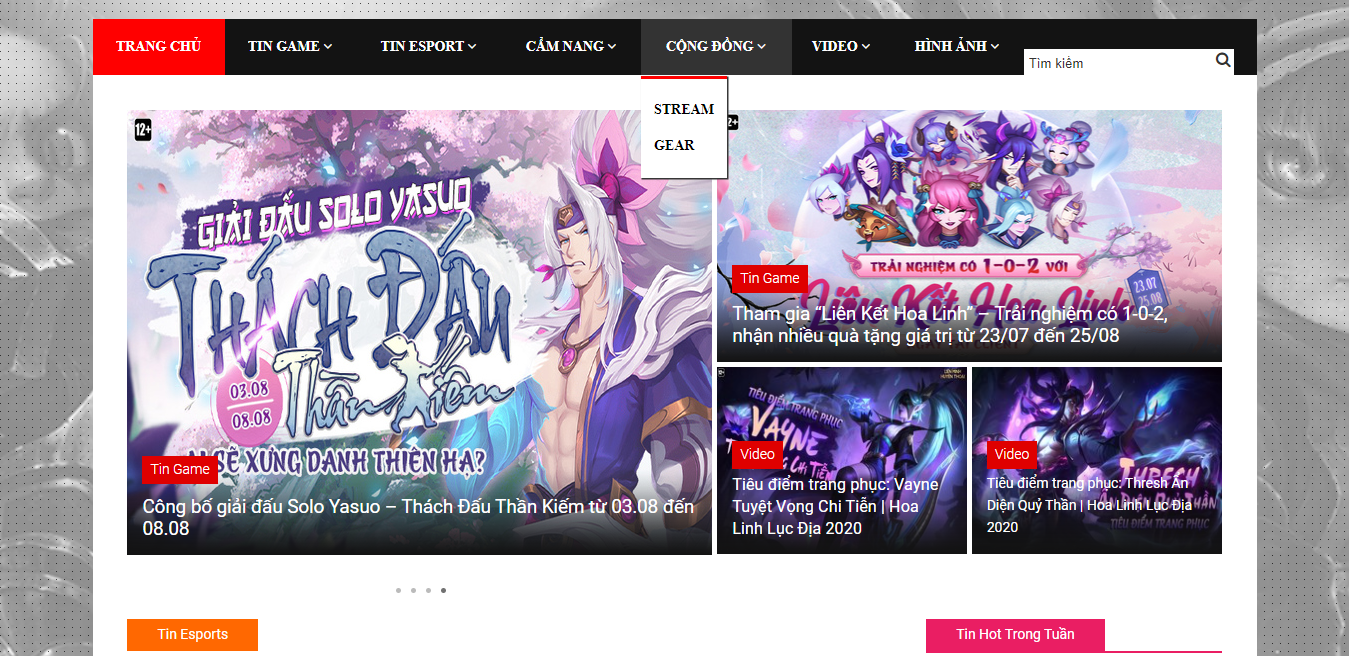 TRANG CHỦ
TIN GAME
TIN ESPORT
CẨM NANG
CỘNG ĐỒNG
VIDEO
HÌNH ẢNH
Tìm kiếm
STREAM
GEAR
12+
GIẢI ĐẤU SOLO YASUO
THÁCH ĐẤU
Thần Kiếm
03.08
08.08
SẼ XƯNG DANH THIÊN HẠ?
Tin Game
Công bố giải đấu Solo Yasuo – Thách Đấu Thần Kiếm từ 03.08 đến
08.08
2+
TRẢI NGHIỆM CÓ 1-0-2 VỚI
Liên Kết Hoa Linh
23.07
25.08
Tin Game
Tham gia “Liên Kết Hoa Linh” – Trải nghiệm có 1-0-2,
nhận nhiều quà tặng giá trị từ 23/07 đến 25/08
12+
LIÊN MINH
HUYỀN THOẠI
TIÊU ĐIỂM TRANG PHỤC
VAYNE
Video
Tiêu điểm trang phục: Vayne
Tuyệt Vọng Chi Tiễn | Hoa
Linh Lục Địa 2020
THRESH
TIÊU ĐIỂM TRANG PHỤC
Video
Tiêu điểm trang phục: Thresh Ẩn
Diện Quỷ Thần | Hoa Linh Lục Địa
2020
Tin Esports
Tin Hot Trong Tuần